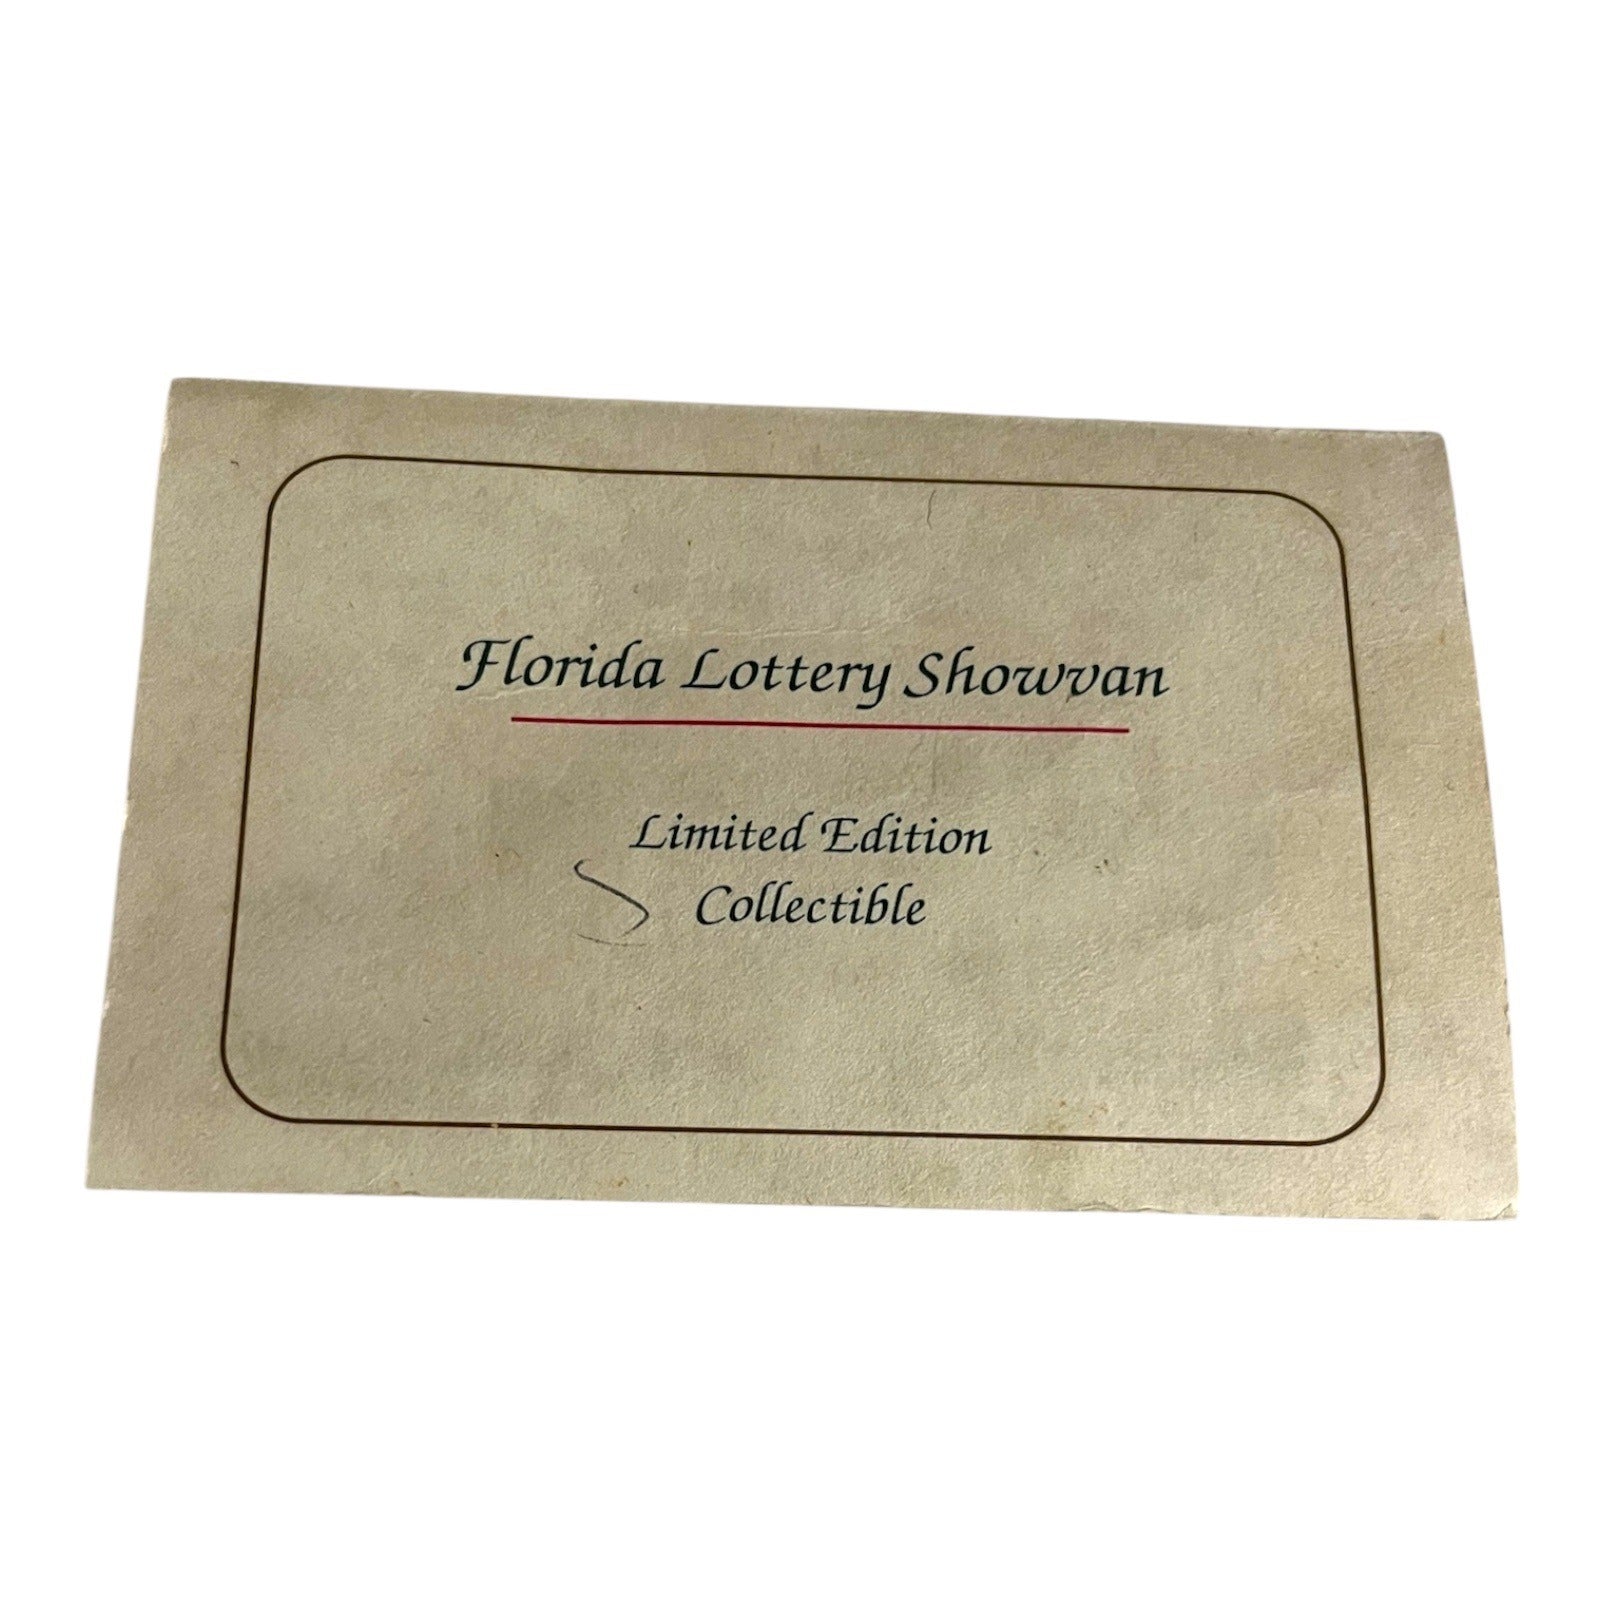 Florida Lottery Showvan
Limited Edition
Collectible